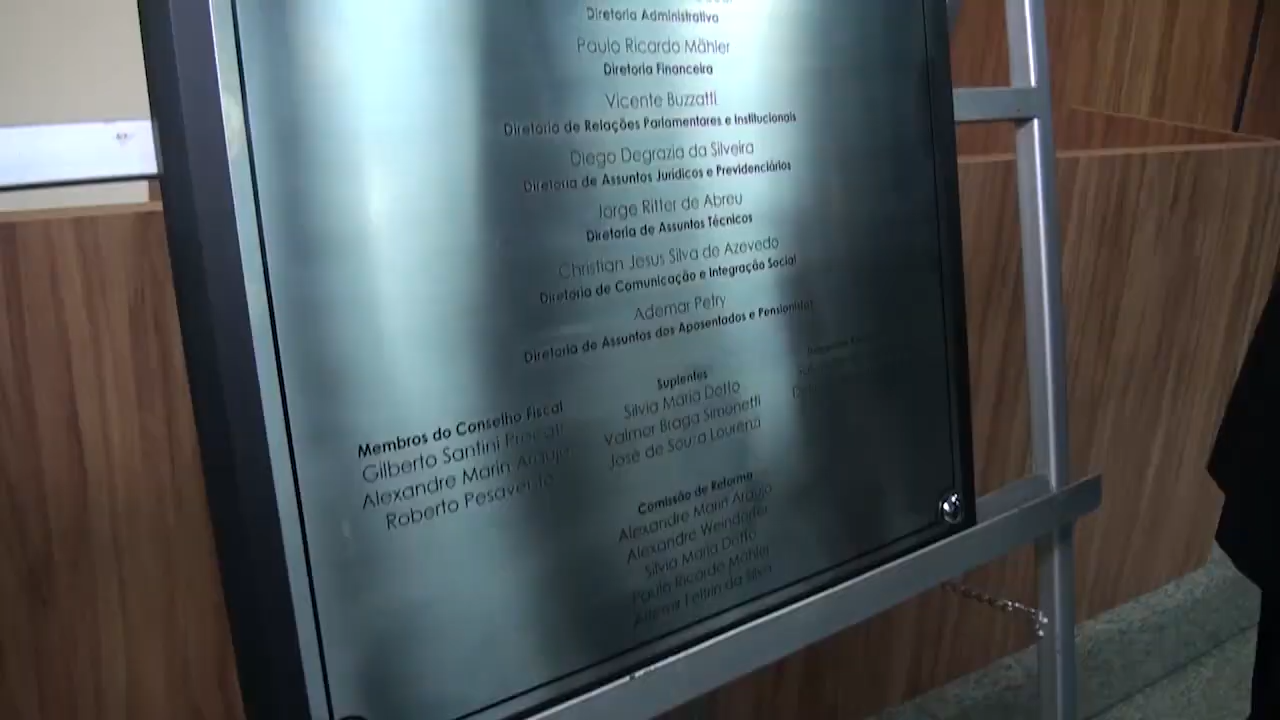 Diretoria Administrativa
Paulo Ricardo Mähler
Diretoria Financeira
Vicente Buzzatti
Diretoria de Relações Parlamentares e Institucionais
Diego Degrazia da Silveira
Diretoria de Assuntos Jurídicos e Previdenciários
Jorge Ritter de Abreu
Diretoria de Assuntos Técnicos
Christian Jesus Silva de Azevedo
Diretoria de Comunicação e Integração Social
Ademar Petry
Diretoria de Assuntos dos Aposentados e Pensionistas
Membros do Conselho Fiscal
Gilberto Santini
Alexandre Marin Araujo
Roberto Pesavento
Suplentes
Silvia Maria Dotto
Valmor Braga Simonetti
José de Souza Lourenzi
Comissão de Reforma
Alexandre Marin Araujo
Alexandre Weindorfer
Silvia Maria Dotto
Paulo Ricardo Mähler
da Silva